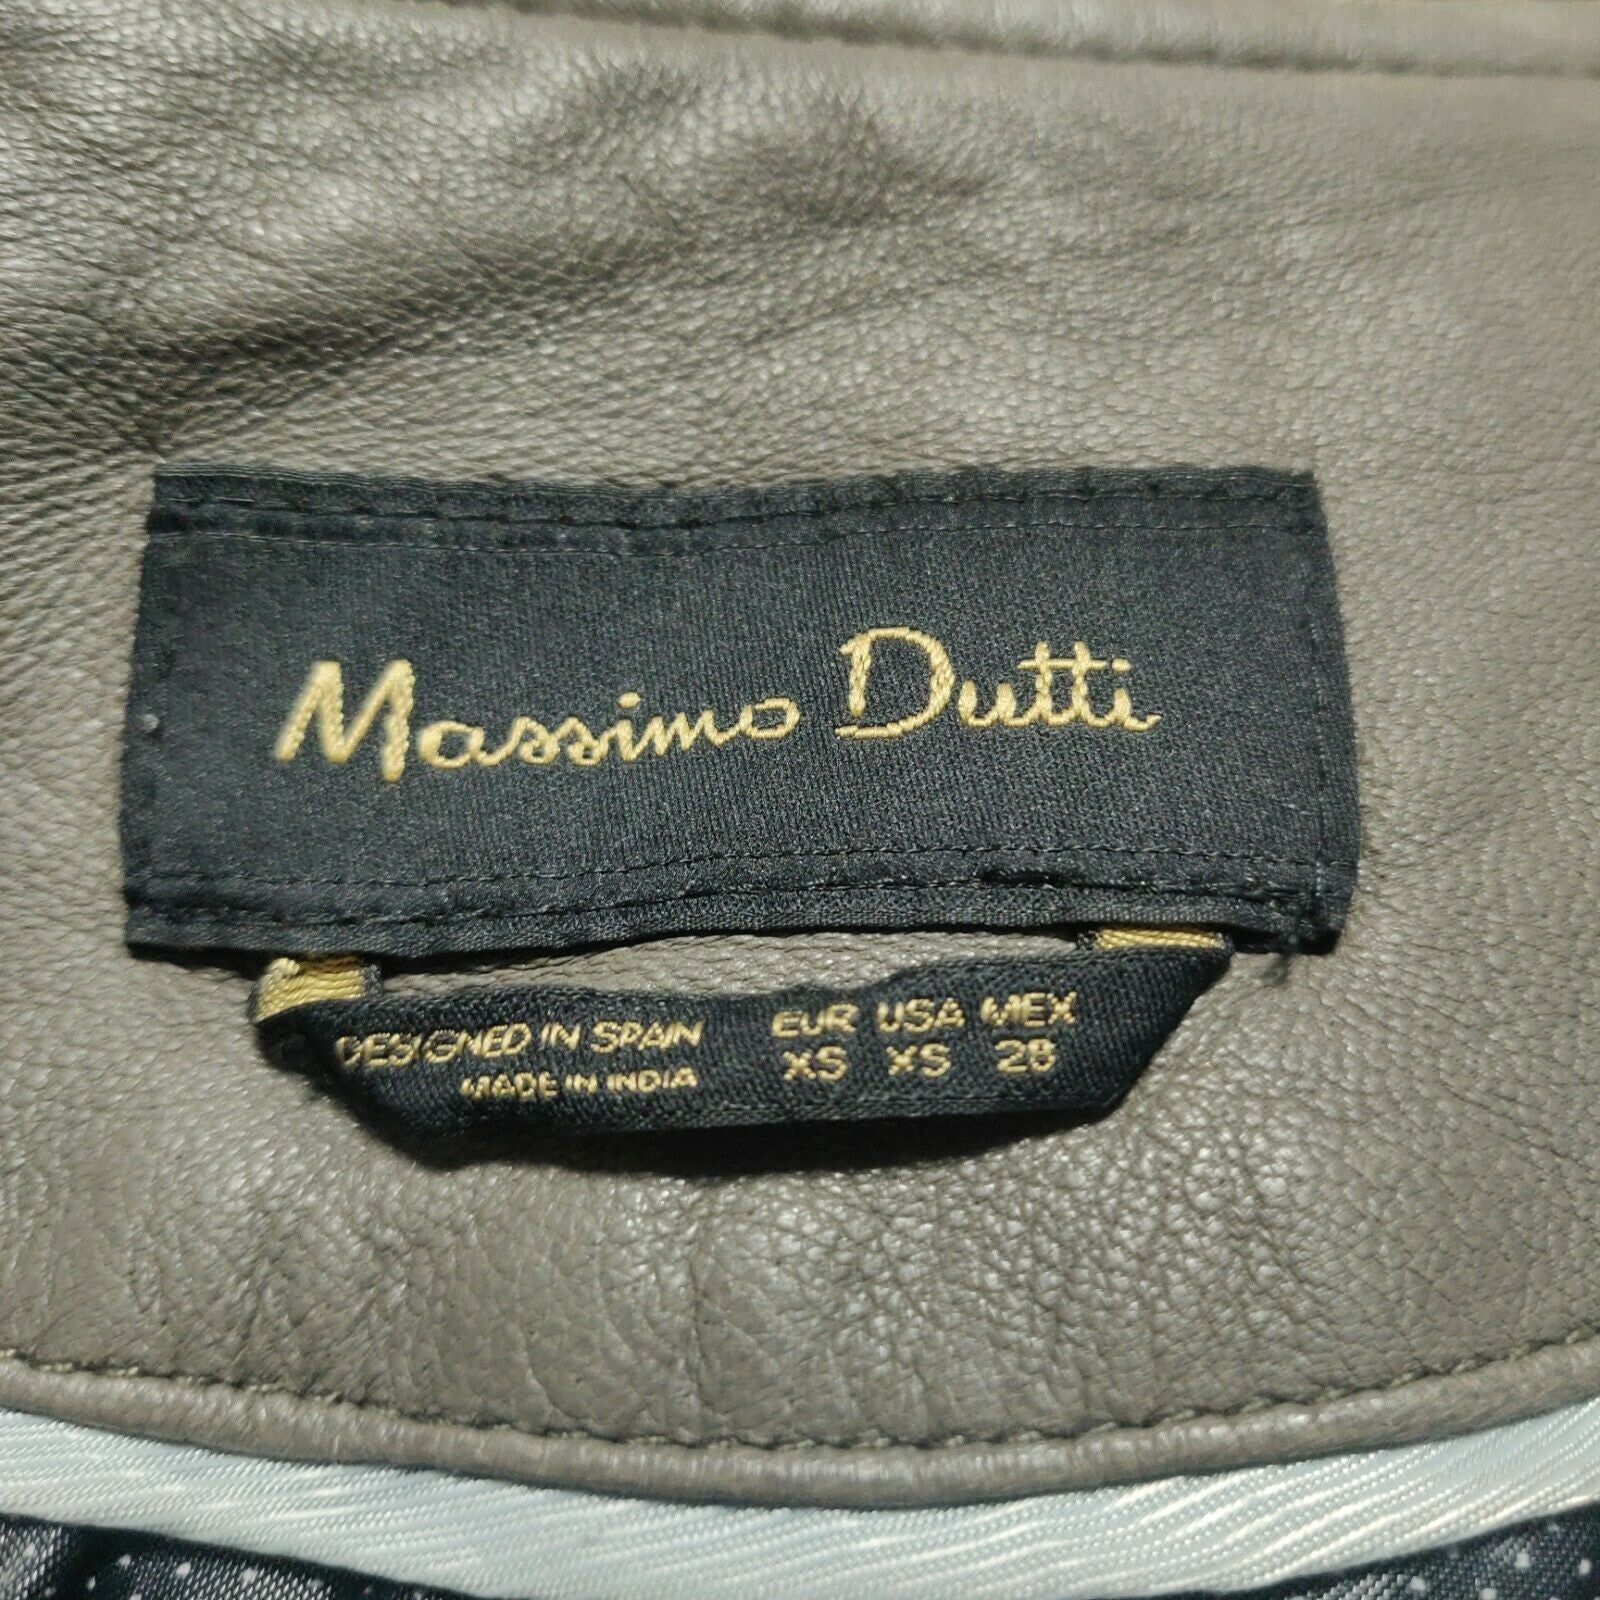 Massimo Dutti
DESIGNED IN SPAIN EUR USA MEX
MADE IN INDIA XS XS 28